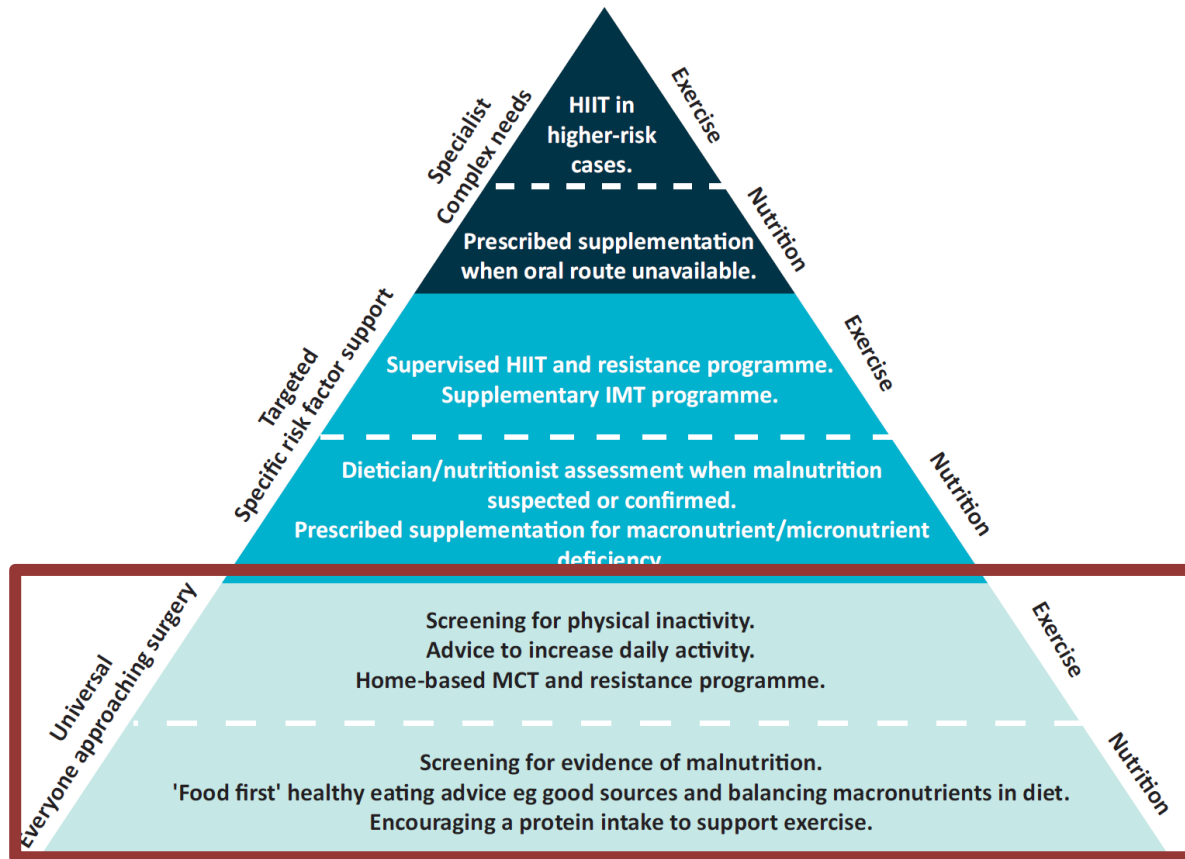 HIIT in
higher-risk
cases.
Prescribed supplementation
when oral route unavailable.
Specialist
Complex needs
Exercise
Nutrition
Supervised HIIT and resistance programme.
Supplementary IMT programme.
Dietician/nutritionist assessment when malnutrition
suspected or confirmed.
Prescribed supplementation for macronutrient/micronutrient
deficiency
Targeted
Specific risk factor support
Exercise
Nutrition
Screening for physical inactivity.
Advice to increase daily activity.
Home-based MCT and resistance programme.
Screening for evidence of malnutrition.
'Food first' healthy eating advice eg good sources and balancing macronutrients in diet.
Encouraging a protein intake to support exercise.
Universal
Everyone approaching surgery
Exercise
Nutrition